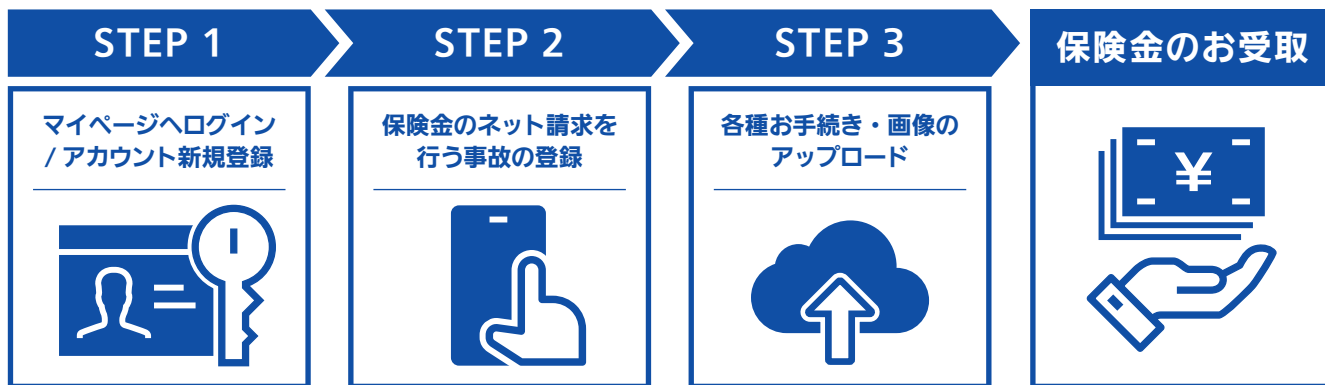 STEP 1
STEP 2
STEP 3
保険金のお受取
マイページへログイン
/ アカウント新規登録
保険金のネット請求を
行う事故の登録
各種お手続き・画像の
アップロード
¥